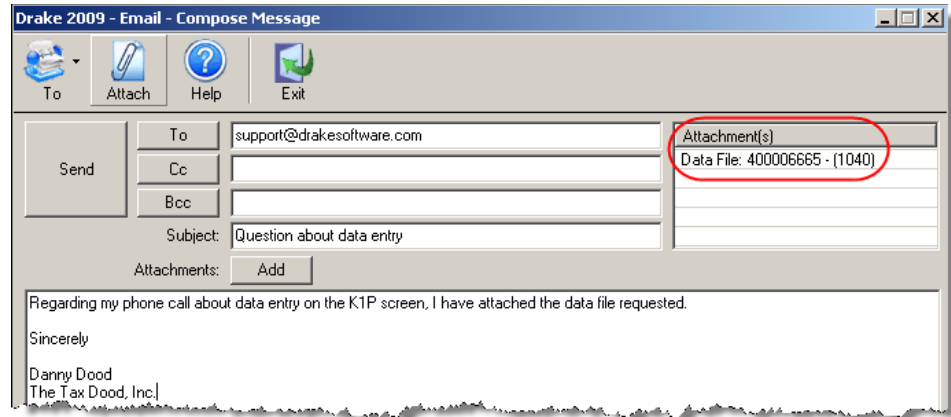 Drake 2009 - Email - Compose Message
To Attach Help Exit
Send
To support@drakesoftware.com
Cc
Bcc
Subject: Question about data entry
Attachments: Add
Attachment(s)
Data File: 400006665 - (1040)
Regarding my phone call about data entry on the K1P screen, I have attached the data file requested.
Sincerely
Danny Dood
The Tax Dood, Inc.